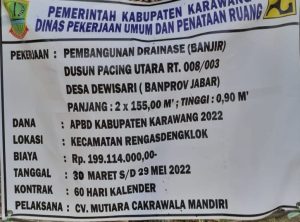 PEMERINTAH KABUPATEN KARAWANG
DINAS PEKERJAAN UMUM DAN PENATAAN RUANG
PEKERJAAN : PEMBANGUNAN DRAINASE (BANJIR)
DUSUN PACING UTARA RT. 008/003
DESA DEWISARI (BANPROV JABAR)
PANJANG : 2 x 155,00 M' ; TINGGI : 0,90 M'
DANA : APBD KABUPATEN KARAWANG 2022
LOKASI : KECAMATAN RENGASDENGKLOK
BIAYA : Rp. 199.114.000,00-
TANGGAL : 30 MARET S/D 29 MEI 2022
KONTRAK : 60 HARI KALENDER
PELAKSANA : CV. MUTIARA CAKRAWALA MANDIRI